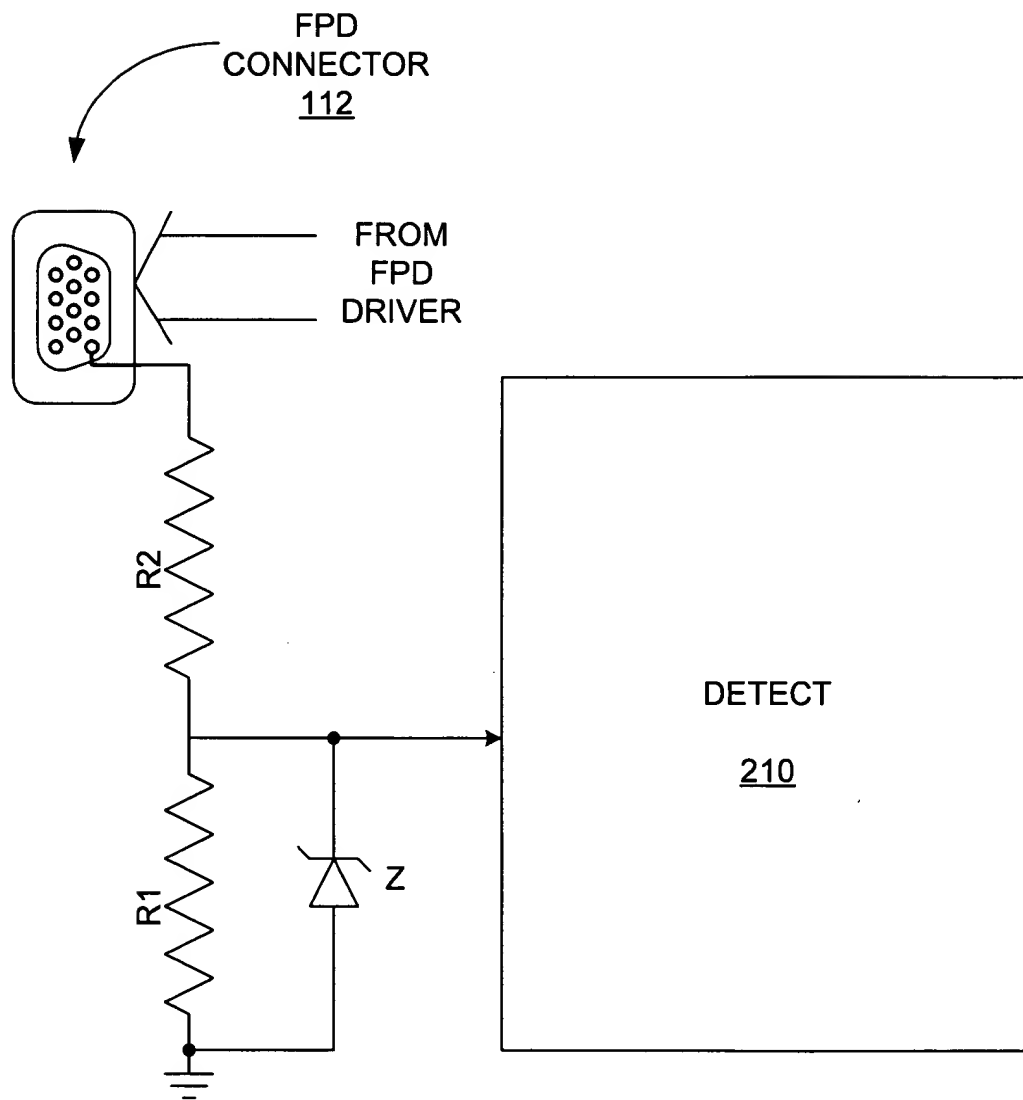 FPD
CONNECTOR
112
FROM
FPD
DRIVER
R2
DETECT
210
Z
R1